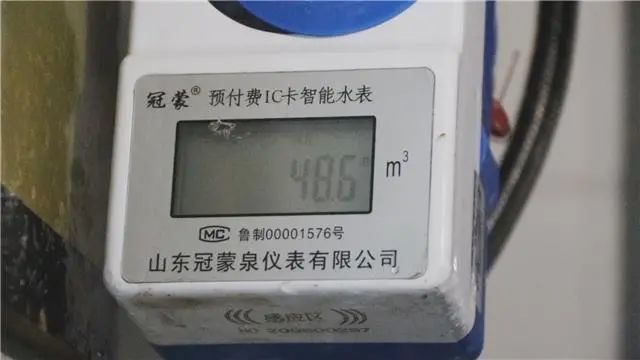 冠蒙® 预付费IC卡智能水表
48.6 m³
MC 鲁制00001576号
山东冠蒙泉仪表有限公司
感应区